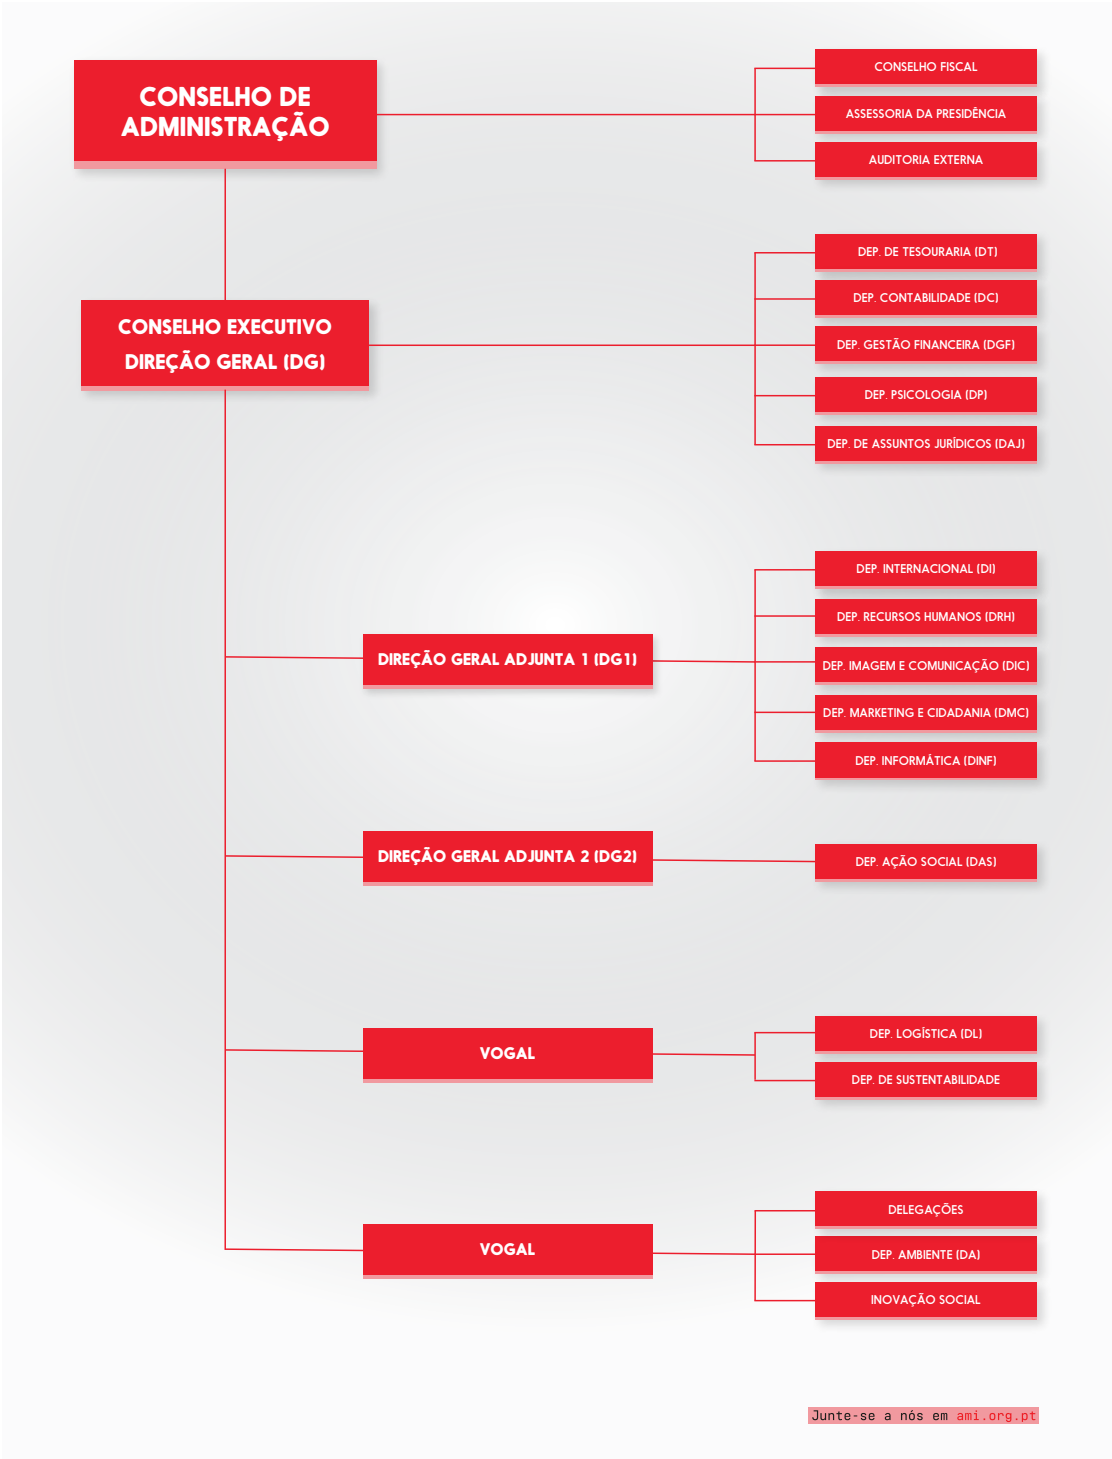 CONSELHO DE
ADMINISTRAÇÃO
CONSELHO FISCAL
ASSESSORIA DA PRESIDÊNCIA
AUDITORIA EXTERNA
CONSELHO EXECUTIVO
DIREÇÃO GERAL (DG)
DEP. DE TESOURARIA (DT)
DEP. CONTABILIDADE (DC)
DEP. GESTÃO FINANCEIRA (DGF)
DEP. PSICOLOGIA (DP)
DEP. DE ASSUNTOS JURÍDICOS (DAJ)
DIREÇÃO GERAL ADJUNTA 1 (DG1)
DEP. INTERNACIONAL (DI)
DEP. RECURSOS HUMANOS (DRH)
DEP. IMAGEM E COMUNICAÇÃO (DIC)
DEP. MARKETING E CIDADANIA (DMC)
DEP. INFORMÁTICA (DINF)
DIREÇÃO GERAL ADJUNTA 2 (DG2)
DEP. AÇÃO SOCIAL (DAS)
VOGAL
DEP. LOGÍSTICA (DL)
DEP. DE SUSTENTABILIDADE
VOGAL
DELEGAÇÕES
DEP. AMBIENTE (DA)
INOVAÇÃO SOCIAL
Junte-se a nós em ami.org.pt